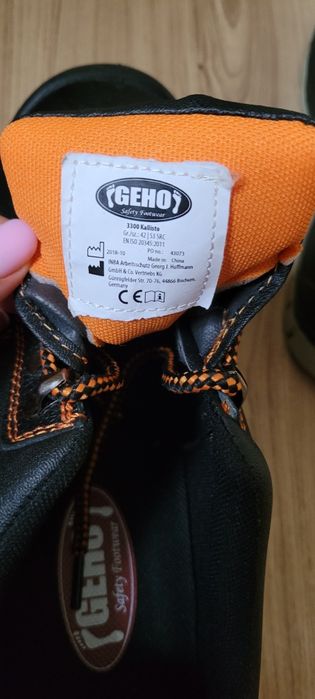 GEHO
Safety Footwear
3300 Kallisto
Gr./sz.: 42 | S3 SRC
EN ISO 20345:2011
2018-10 PO no.: 43073
Made in: China
INBA Arbeitsschutz Georg F. Hoffmann
GmbH & Co. Vertriebs KG
Günnigfelder Str. 70-76, 44866 Bochum,
Germany
CE
GEHO
Safety Footwear